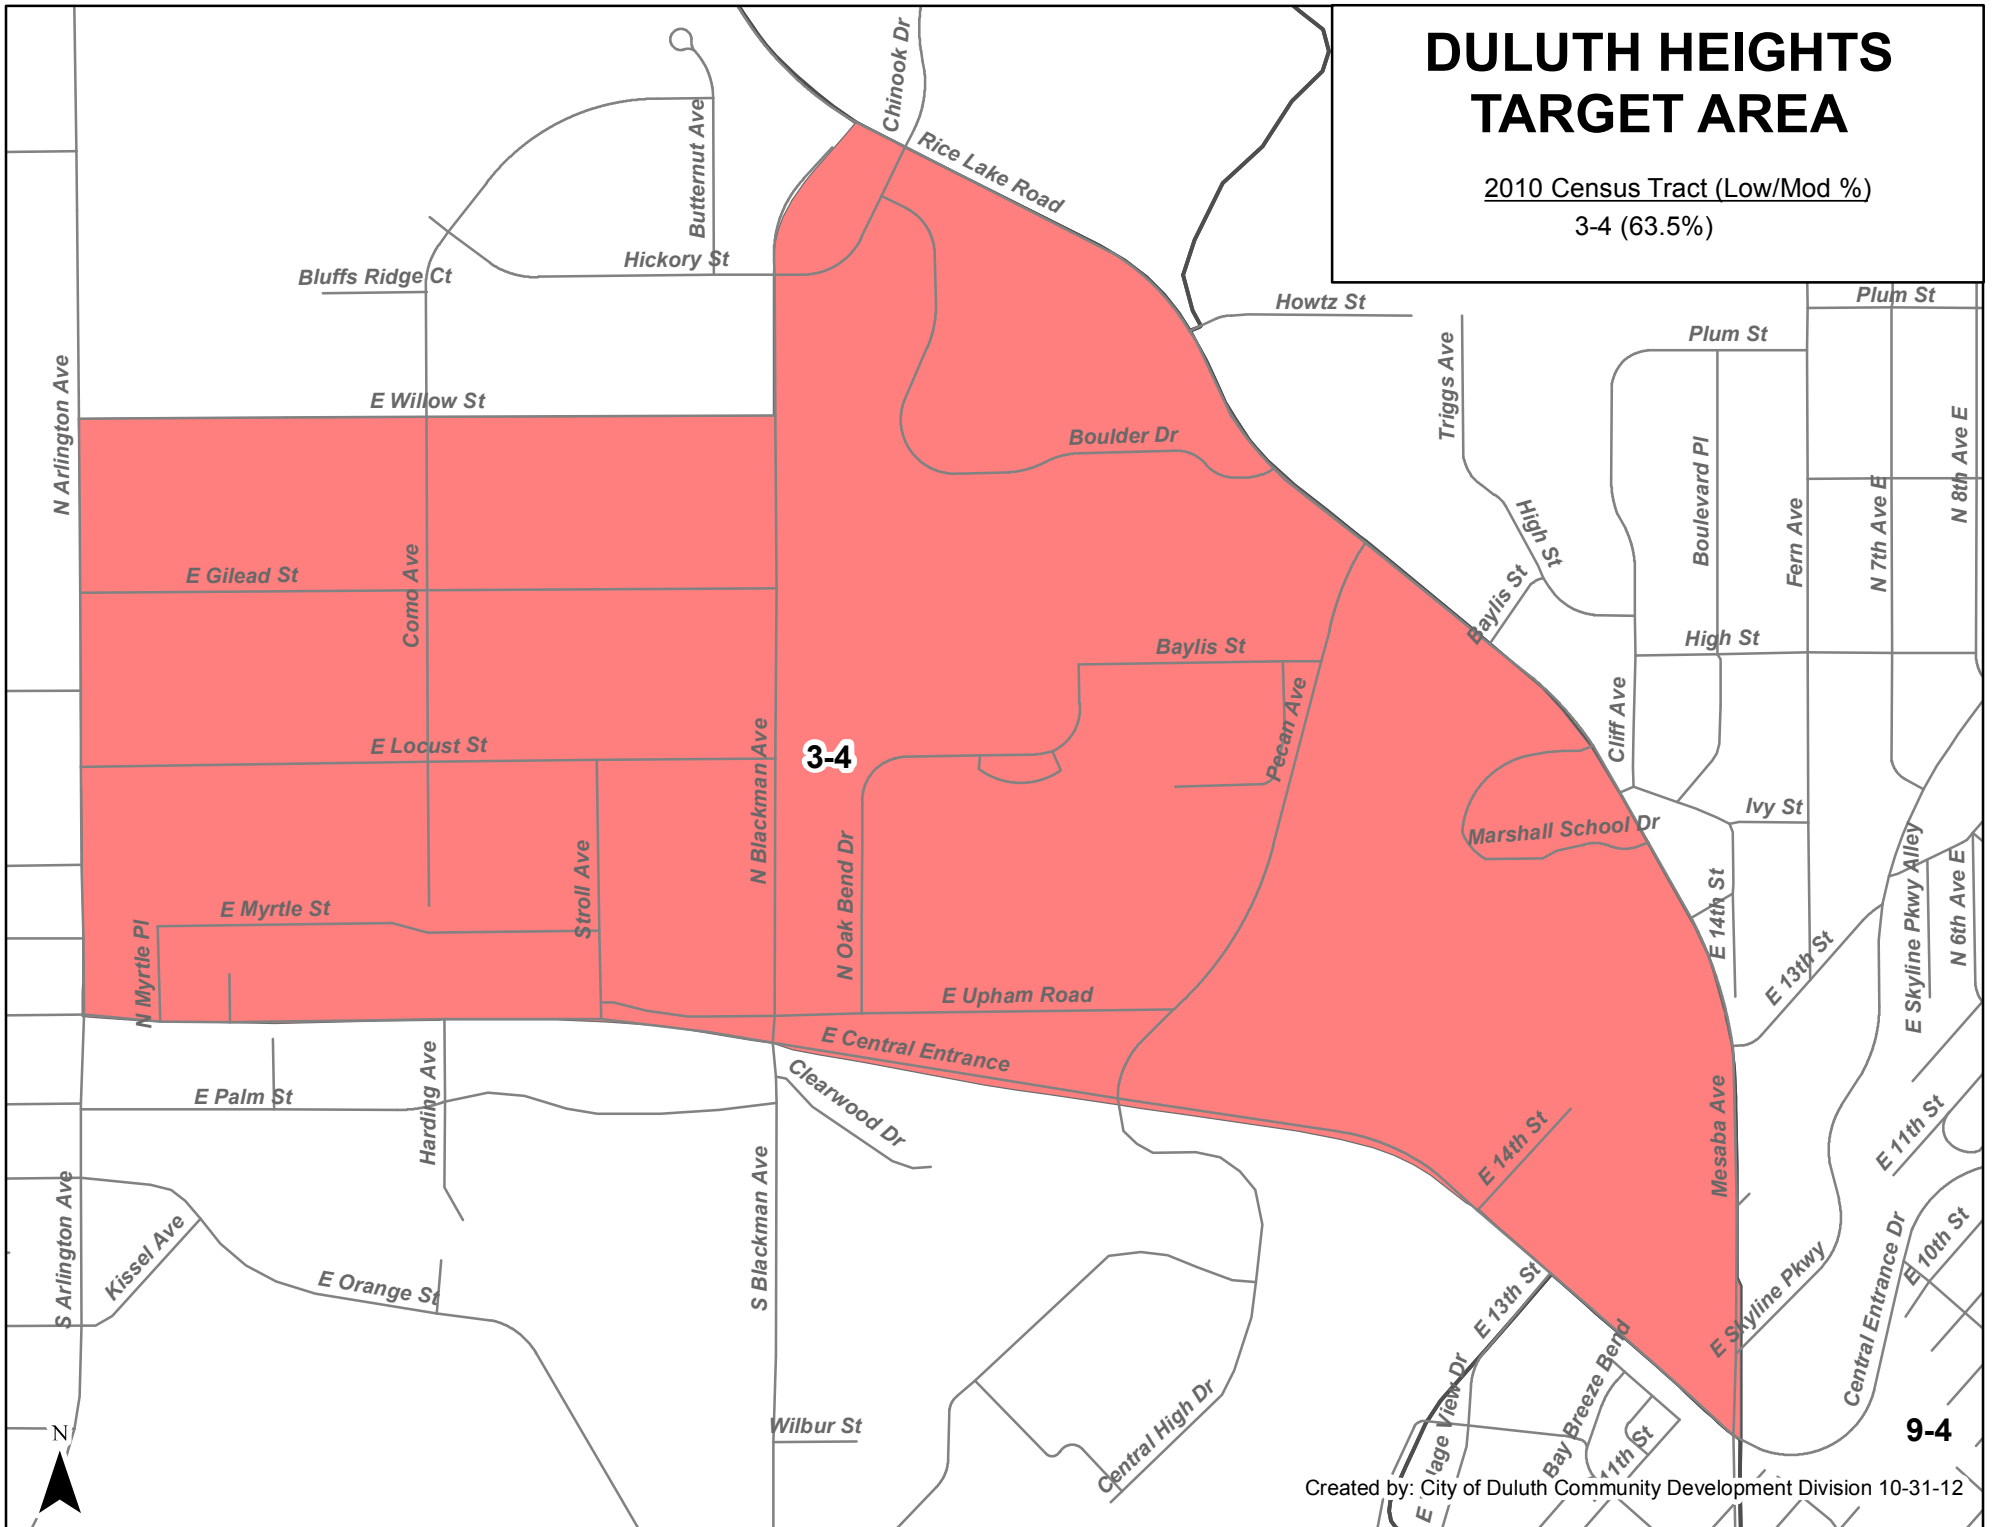 DULUTH HEIGHTS
TARGET AREA
2010 Census Tract (Low/Mod %)
3-4 (63.5%)
Chinook Dr
Rice Lake Road
Butternut Ave
Hickory St
Bluffs Ridge Ct
Howtz St
Plum St
Plum St
N Arlington Ave
E Willow St
Triggs Ave
Boulder Dr
Boulevard Pl
N 8th Ave E
High St
Fern Ave
N 7th Ave E
E Gilead St
Como Ave
Baylis St
Baylis St
High St
Pecan Ave
Cliff Ave
E Locust St
N Blackman Ave
3-4
Ivy St
Marshall School Dr
Stroll Ave
N Oak Bend Dr
E Myrtle St
N Myrtle Pl
E 14th St
E 13th St
E Skyline Pkwy Alley
N 6th Ave E
E Upham Road
E Central Entrance
Clearwood Dr
E Palm St
Harding Ave
E 14th St
Mesaba Ave
E 11th St
S Arlington Ave
Kissel Ave
E Orange St
S Blackman Ave
E 13th St
E Skyline Pkwy
Central Entrance Dr
E 10th St
Bay Breeze Bend
Central High Dr
Wilbur St
11th St
9-4
N
Created by: City of Duluth Community Development Division 10-31-12